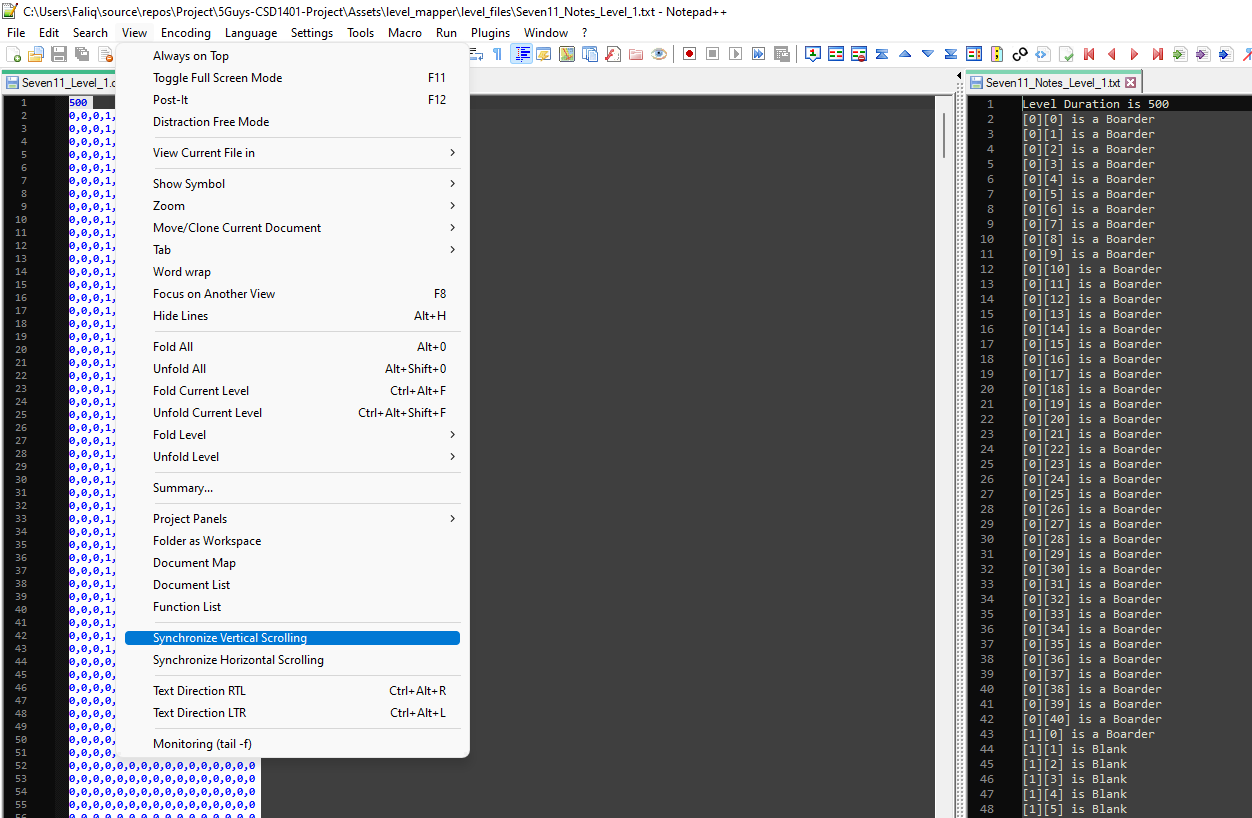 C:\Users\Faliq\source\repos\Project\5Guys-CSD1401-Project\Assets\level_mapper\level_files\Seven11_Notes_Level_1.txt - Notepad++
File Edit Search View Encoding Language Settings Tools Macro Run Plugins Window ?
Seven11_Level_1.c
1 500
2 0,0,0,1,
3 0,0,0,1,
4 0,0,0,1,
5 0,0,0,1,
6 0,0,0,1,
7 0,0,0,1,
8 0,0,0,1,
9 0,0,0,1,
10 0,0,0,1,
11 0,0,0,1,
12 0,0,0,1,
13 0,0,0,1,
14 0,0,0,1,
15 0,0,0,1,
16 0,0,0,1,
17 0,0,0,1,
18 0,0,0,1,
19 0,0,0,1,
20 0,0,0,1,
21 0,0,0,1,
22 0,0,0,1,
23 0,0,0,1,
24 0,0,0,1,
25 0,0,0,1,
26 0,0,0,1,
27 0,0,0,1,
28 0,0,0,1,
29 0,0,0,1,
30 0,0,0,1,
31 0,0,0,1,
32 0,0,0,1,
33 0,0,0,1,
34 0,0,0,1,
35 0,0,0,1,
36 0,0,0,1,
37 0,0,0,1,
38 0,0,0,1,
39 0,0,0,1,
40 0,0,0,1,
41 0,0,0,1,
42 0,0,0,1,
43 0,0,0,1,
44 0,0,0,0,
45 0,0,0,0,
46 0,0,0,0,
47 0,0,0,0,
48 0,0,0,0,
49 0,0,0,0,
50 0,0,0,0,
51 0,0,0,0,
52 0,0,0,0,0,0,0,0,0,0,0,0,0,0,0,0
53 0,0,0,0,0,0,0,0,0,0,0,0,0,0,0,0
54 0,0,0,0,0,0,0,0,0,0,0,0,0,0,0,0
55 0,0,0,0,0,0,0,0,0,0,0,0,0,0,0,0
Always on Top
Toggle Full Screen Mode F11
Post-It F12
Distraction Free Mode
View Current File in
Show Symbol
Zoom
Move/Clone Current Document
Tab
Word wrap
Focus on Another View F8
Hide Lines Alt+H
Fold All Alt+0
Unfold All Alt+Shift+0
Fold Current Level Ctrl+Alt+F
Unfold Current Level Ctrl+Alt+Shift+F
Fold Level
Unfold Level
Summary...
Project Panels
Folder as Workspace
Document Map
Document List
Function List
Synchronize Vertical Scrolling
Synchronize Horizontal Scrolling
Text Direction RTL Ctrl+Alt+R
Text Direction LTR Ctrl+Alt+L
Monitoring (tail -f)
Seven11_Notes_Level_1.txt
1 Level Duration is 500
2 [0][0] is a Boarder
3 [0][1] is a Boarder
4 [0][2] is a Boarder
5 [0][3] is a Boarder
6 [0][4] is a Boarder
7 [0][5] is a Boarder
8 [0][6] is a Boarder
9 [0][7] is a Boarder
10 [0][8] is a Boarder
11 [0][9] is a Boarder
12 [0][10] is a Boarder
13 [0][11] is a Boarder
14 [0][12] is a Boarder
15 [0][13] is a Boarder
16 [0][14] is a Boarder
17 [0][15] is a Boarder
18 [0][16] is a Boarder
19 [0][17] is a Boarder
20 [0][18] is a Boarder
21 [0][19] is a Boarder
22 [0][20] is a Boarder
23 [0][21] is a Boarder
24 [0][22] is a Boarder
25 [0][23] is a Boarder
26 [0][24] is a Boarder
27 [0][25] is a Boarder
28 [0][26] is a Boarder
29 [0][27] is a Boarder
30 [0][28] is a Boarder
31 [0][29] is a Boarder
32 [0][30] is a Boarder
33 [0][31] is a Boarder
34 [0][32] is a Boarder
35 [0][33] is a Boarder
36 [0][34] is a Boarder
37 [0][35] is a Boarder
38 [0][36] is a Boarder
39 [0][37] is a Boarder
40 [0][38] is a Boarder
41 [0][39] is a Boarder
42 [0][40] is a Boarder
43 [1][0] is a Boarder
44 [1][1] is Blank
45 [1][2] is Blank
46 [1][3] is Blank
47 [1][4] is Blank
48 [1][5] is Blank